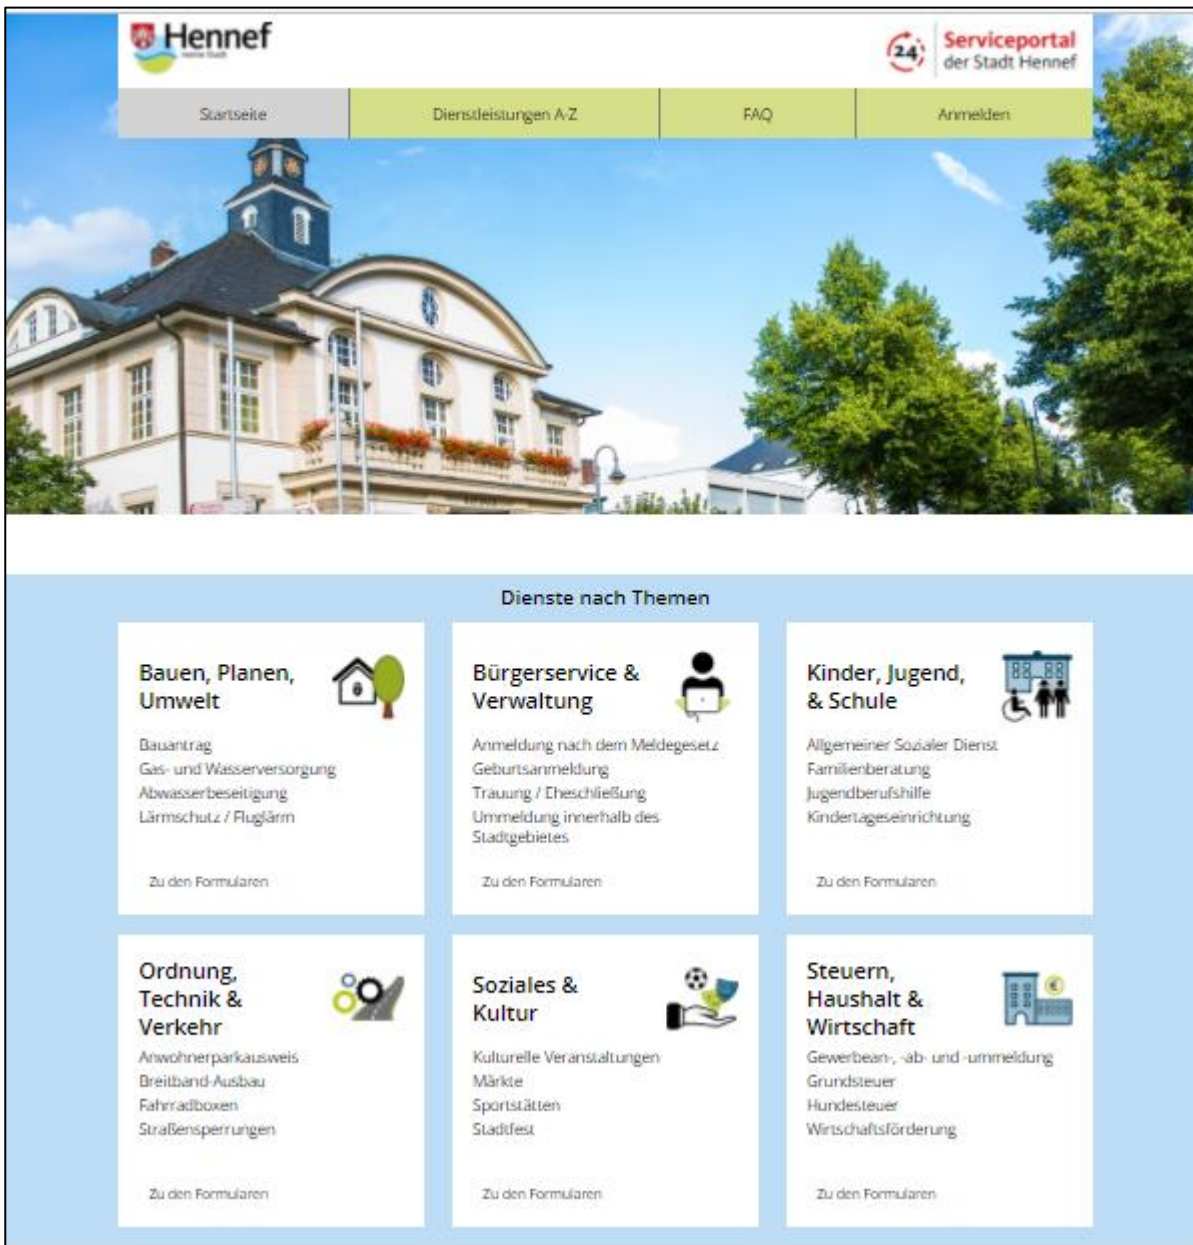 Hennef
24
Serviceportal
der Stadt Hennef
Startseite
Dienstleistungen A-Z
FAQ
Anmelden
Dienste nach Themen
Bauen, Planen,
Umwelt
Bauantrag
Gas- und Wasserversorgung
Abwasserbeseitigung
Lärmschutz / Fluglärm
Zu den Formularen
Bürgerservice &
Verwaltung
Anmeldung nach dem Meldegesetz
Geburtsanmeldung
Trauung / Eheschließung
Ummeldung innerhalb des
Stadtgebietes
Zu den Formularen
Kinder, Jugend,
& Schule
Allgemeiner Sozialer Dienst
Familienberatung
Jugendberufshilfe
Kindertageseinrichtung
Zu den Formularen
Ordnung,
Technik &
Verkehr
Anwohnerparkausweis
Breitband-Ausbau
Fahrradboxen
Straßensperrungen
Zu den Formularen
Soziales &
Kultur
Kulturelle Veranstaltungen
Märkte
Sportstätten
Stadtfest
Zu den Formularen
Steuern,
Haushalt &
Wirtschaft
Gewerbean-, -ab- und -ummeldung
Grundsteuer
Hundesteuer
Wirtschaftsförderung
Zu den Formularen